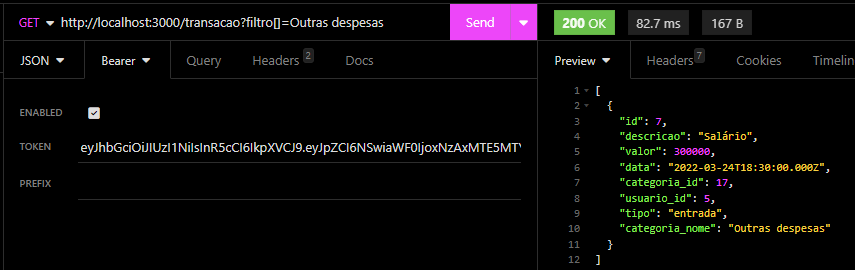 GET http://localhost:3000/transacao?filtro[]=Outras despesas Send
200 OK 82.7 ms 167 B
JSON Bearer Query Headers 2 Docs
Preview Headers 7 Cookies Timelin
ENABLED
TOKEN eyJhbGciOiJIUzI1NiIsInR5cCI6IkpXVCJ9.eyJpZCI6NSwiaWF0IjoxNzAxMTE5MTY
PREFIX
1 [
2 {
3 "id": 7,
4 "descricao": "Salário",
5 "valor": 300000,
6 "data": "2022-03-24T18:30:00.000Z",
7 "categoria_id": 17,
8 "usuario_id": 5,
9 "tipo": "entrada",
10 "categoria_nome": "Outras despesas"
11 }
12 ]